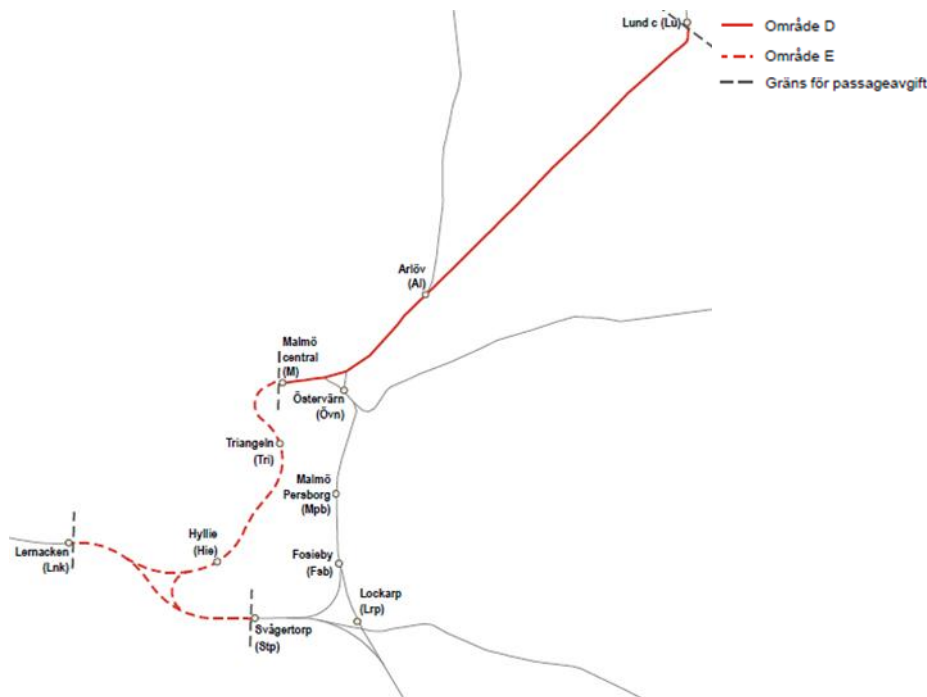 Lund c (Lu)
Område D
Område E
Gräns för passageavgift
Arlöv
(Al)
Malmö
central
(M)
Östervärn
(Övn)
Triangeln
(Tri)
Malmö
Persborg
(Mpb)
Lernacken
(Lnk)
Hyllie
(Hie)
Fosieby
(Fsb)
Lockarp
(Lrp)
Svågertorp
(Stp)